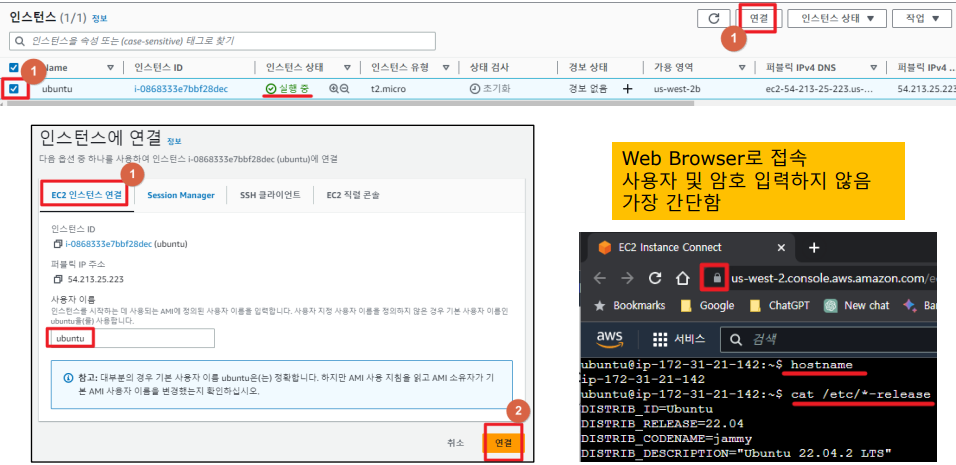 인스턴스 (1/1) 정보
연결
인스턴스 상태 ▼
작업 ▼
1
인스턴스을 속성 또는 (case-sensitive) 태그로 찾기
1
Name
인스턴스 ID
인스턴스 상태
인스턴스 유형
상태 검사
경보 상태
가용 영역
퍼블릭 IPv4 DNS
퍼블릭 IPv4 ...
ubuntu
i-0868333e7bbf28dec
실행 중
t2.micro
초기화
경보 없음 +
us-west-2b
ec2-54-213-25-223.us-...
54.213.25.223
인스턴스에 연결 정보
다음 옵션 중 하나를 사용하여 인스턴스 i-0868333e7bbf28dec (ubuntu)에 연결
1
EC2 인스턴스 연결
Session Manager
SSH 클라이언트
EC2 직렬 콘솔
인스턴스 ID
i-0868333e7bbf28dec (ubuntu)
퍼블릭 IP 주소
54.213.25.223
사용자 이름
인스턴스를 시작하는 데 사용되는 AMI에 정의된 사용자 이름을 입력합니다. 사용자 지정 사용자 이름을 정의하지 않은 경우 기본 사용자 이름인
ubuntu을(를) 사용합니다.
ubuntu
참고: 대부분의 경우 기본 사용자 이름 ubuntu은(는) 정확합니다. 하지만 AMI 사용 지침을 읽고 AMI 소유자가 기
본 AMI 사용자 이름을 변경했는지 확인하십시오.
2
취소
연결
Web Browser로 접속
사용자 및 암호 입력하지 않음
가장 간단함
EC2 Instance Connect
us-west-2.console.aws.amazon.com/e
Bookmarks
Google
ChatGPT
New chat
Ba
aws
서비스
검색
ubuntu@ip-172-31-21-142:~$ hostname
ip-172-31-21-142
ubuntu@ip-172-31-21-142:~$ cat /etc/*-release
DISTRIB_ID=Ubuntu
DISTRIB_RELEASE=22.04
DISTRIB_CODENAME=jammy
DISTRIB_DESCRIPTION="Ubuntu 22.04.2 LTS"